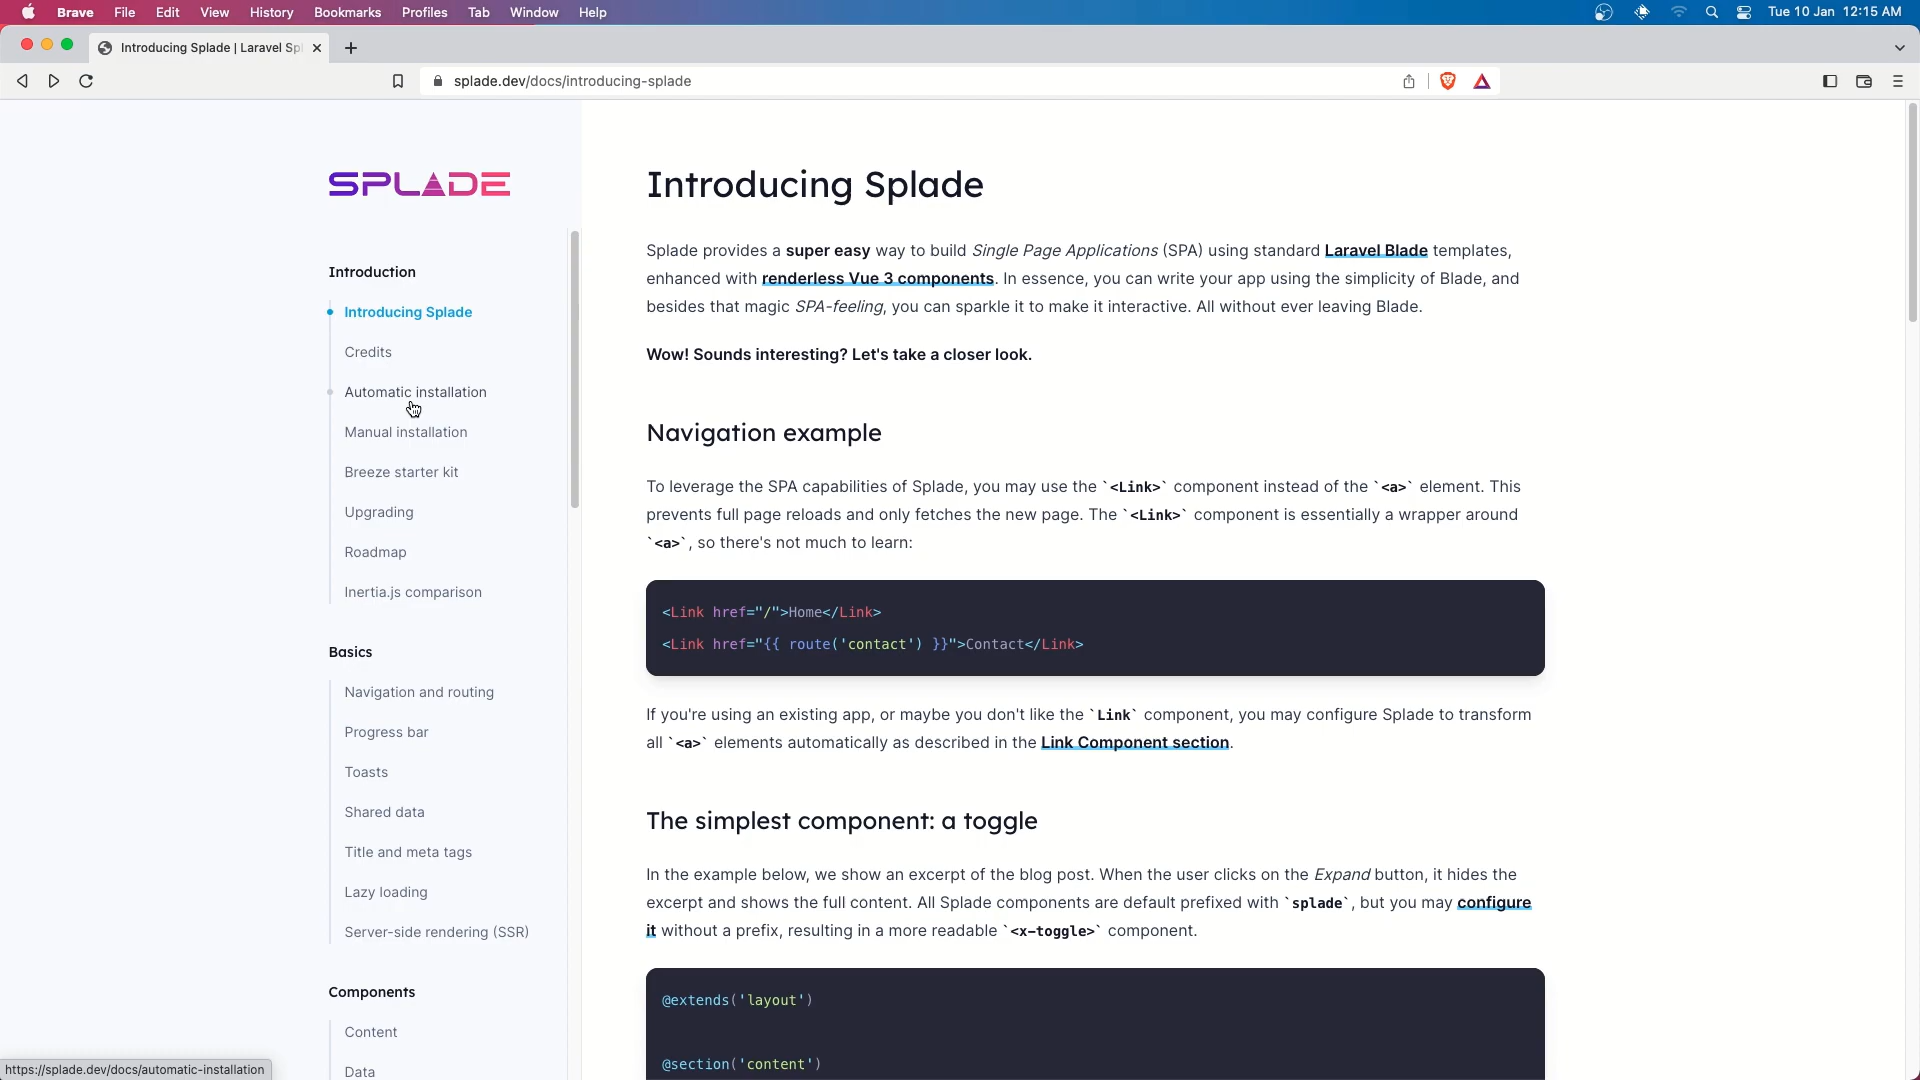 Brave File Edit View History Bookmarks Profiles Tab Window Help
Tue 10 Jan 12:15 AM
Introducing Splade | Laravel Spl
splade.dev/docs/introducing-splade
SPLADE
Introduction
Introducing Splade
Credits
Automatic installation
Manual installation
Breeze starter kit
Upgrading
Roadmap
Inertia.js comparison
Basics
Navigation and routing
Progress bar
Toasts
Shared data
Title and meta tags
Lazy loading
Server-side rendering (SSR)
Components
Content
Data
https://splade.dev/docs/automatic-installation
Introducing Splade
Splade provides a super easy way to build Single Page Applications (SPA) using standard Laravel Blade templates,
enhanced with renderless Vue 3 components. In essence, you can write your app using the simplicity of Blade, and
besides that magic SPA-feeling, you can sparkle it to make it interactive. All without ever leaving Blade.
Wow! Sounds interesting? Let's take a closer look.
Navigation example
To leverage the SPA capabilities of Splade, you may use the `<Link>` component instead of the `<a>` element. This
prevents full page reloads and only fetches the new page. The `<Link>` component is essentially a wrapper around
`<a>`, so there's not much to learn:
<Link href="/">Home</Link>
<Link href="{{ route('contact') }}">Contact</Link>
If you're using an existing app, or maybe you don't like the `Link` component, you may configure Splade to transform
all `<a>` elements automatically as described in the Link Component section.
The simplest component: a toggle
In the example below, we show an excerpt of the blog post. When the user clicks on the Expand button, it hides the
excerpt and shows the full content. All Splade components are default prefixed with `splade`, but you may configure
it without a prefix, resulting in a more readable `<x-toggle>` component.
@extends('layout')
@section('content')